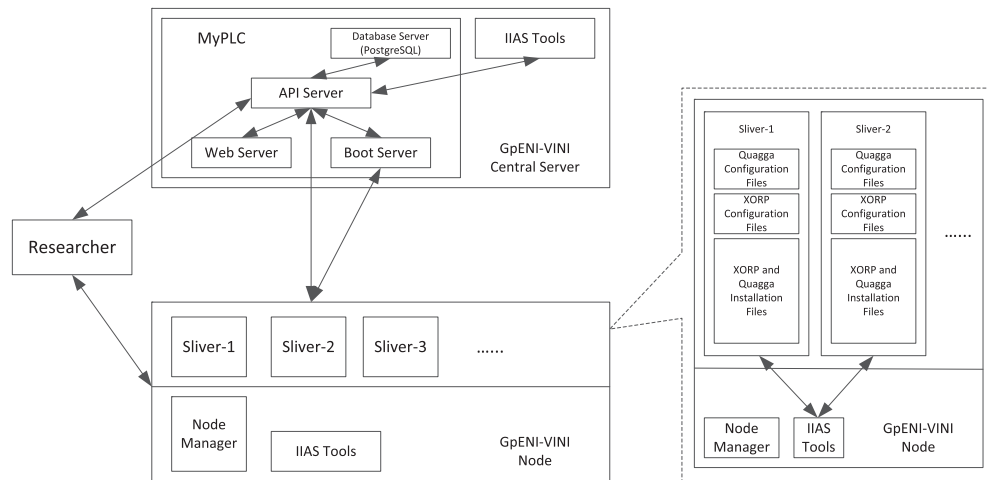 MyPLC
Database Server
(PostgreSQL)
IIAS Tools
API Server
Web Server
Boot Server
GpENI-VINI
Central Server
Researcher
Sliver-1
Sliver-2
Sliver-3
......
Node
Manager
IIAS Tools
GpENI-VINI
Node
Sliver-1
Quagga
Configuration
Files
XORP
Configuration
Files
XORP and
Quagga
Installation
Files
Sliver-2
Quagga
Configuration
Files
XORP
Configuration
Files
XORP and
Quagga
Installation
Files
......
Node
Manager
IIAS
Tools
GpENI-VINI
Node